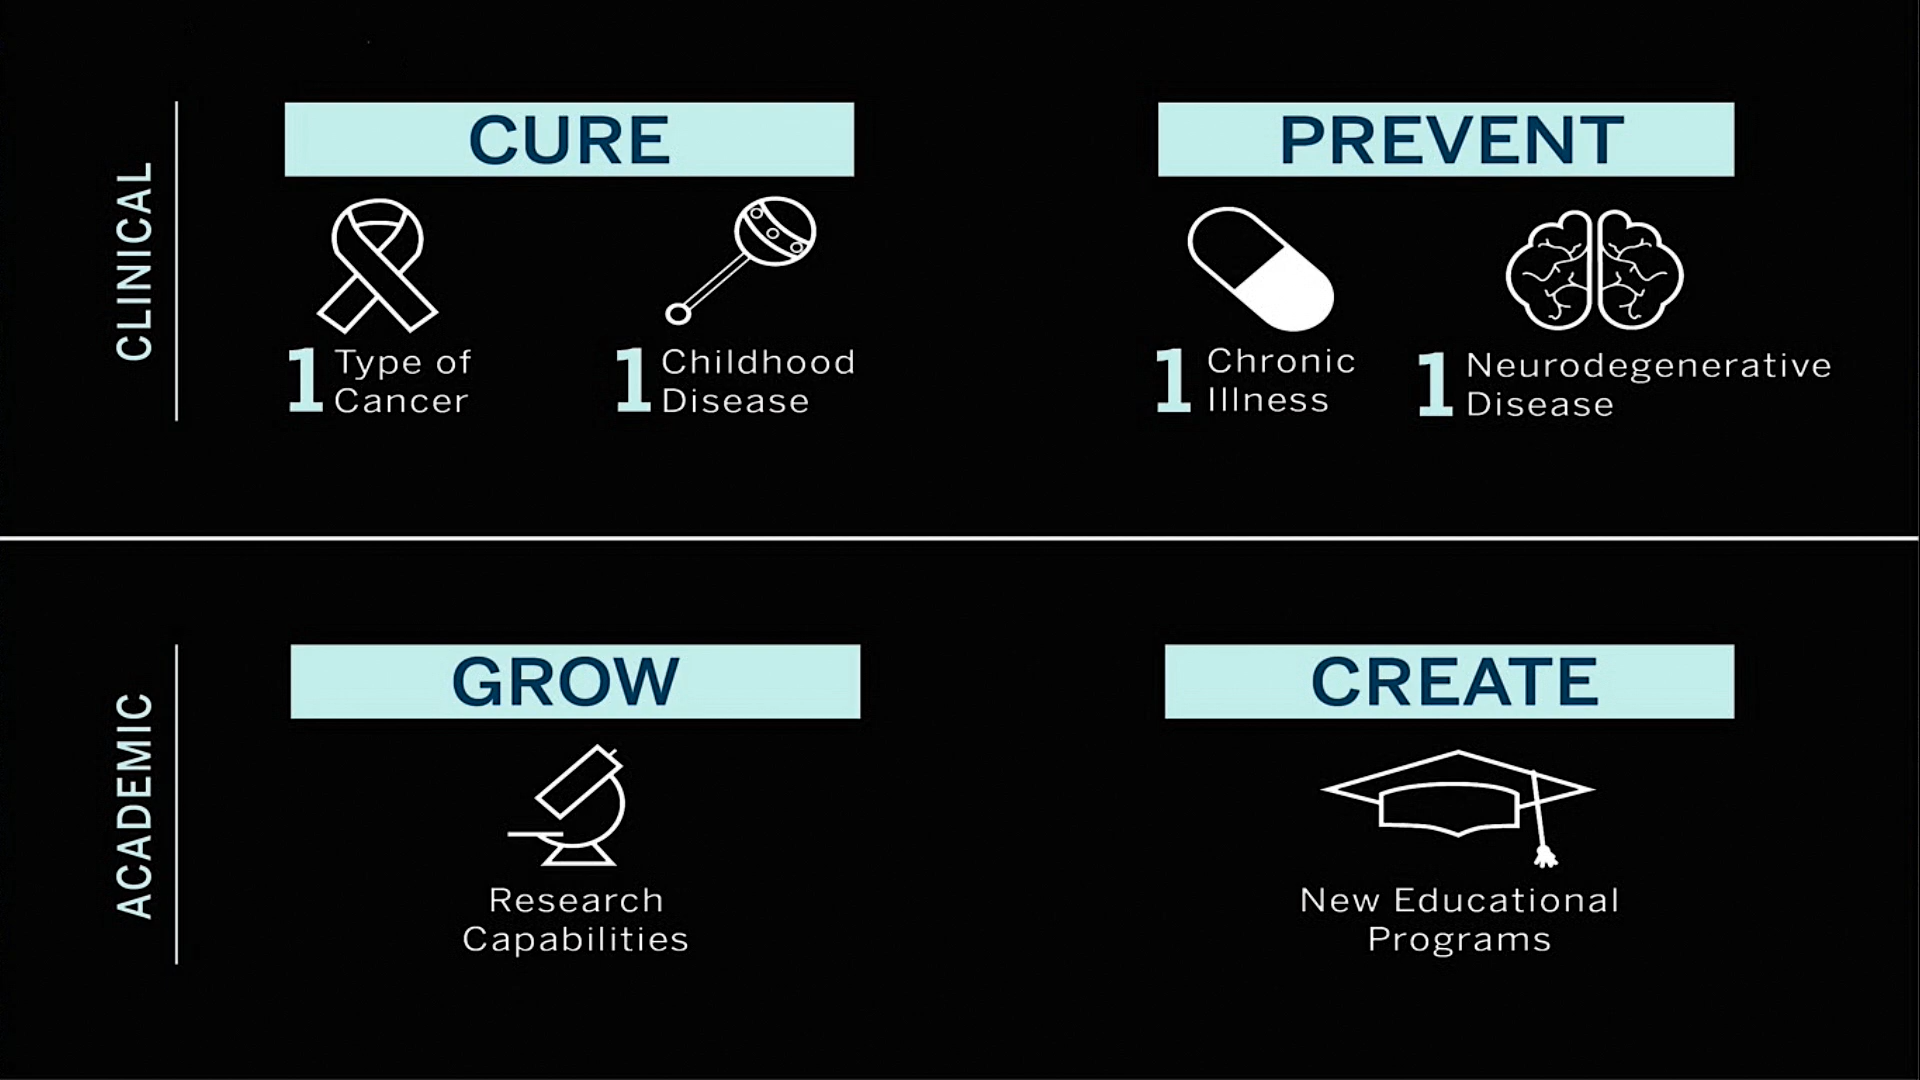 CLINICAL
CURE
1 Type of
Cancer
1 Childhood
Disease
PREVENT
1 Chronic
Illness
1 Neurodegenerative
Disease
ACADEMIC
GROW
Research
Capabilities
CREATE
New Educational
Programs